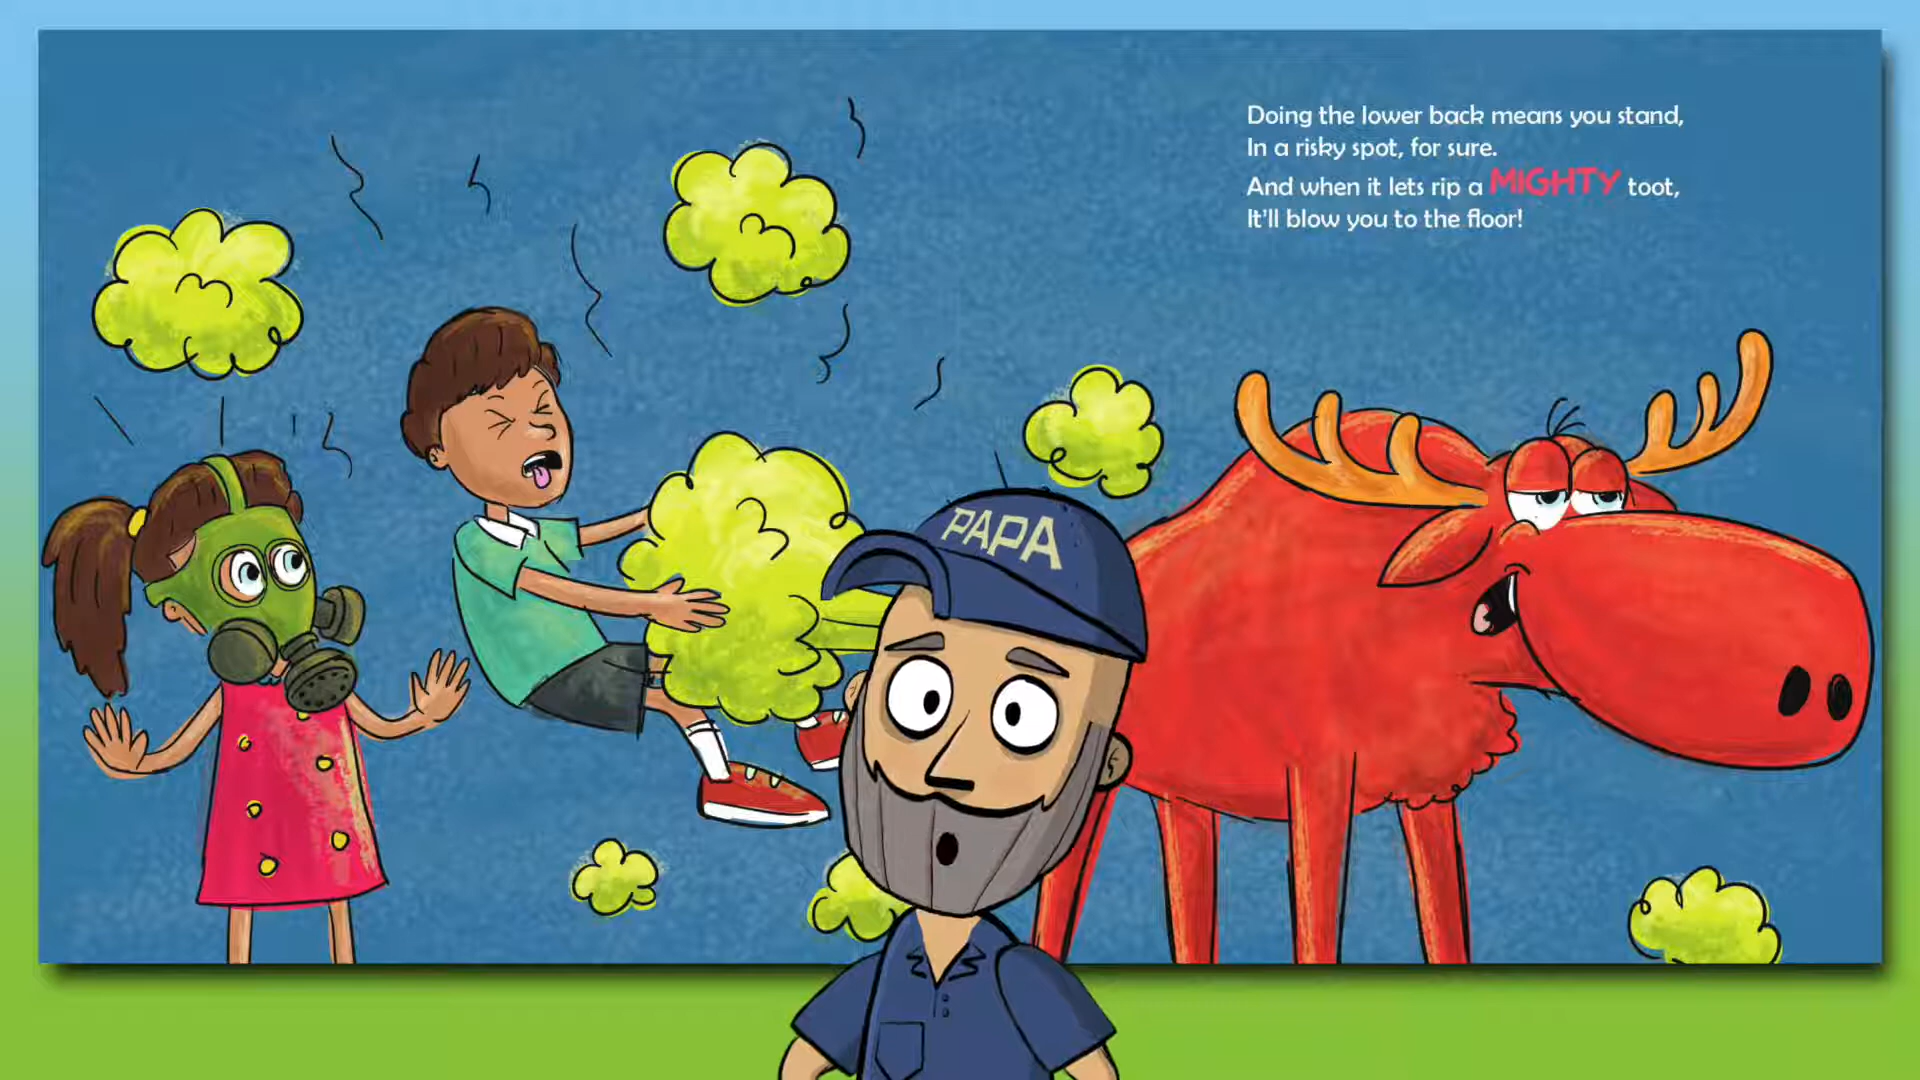 Doing the lower back means you stand,
In a risky spot, for sure.
And when it lets rip a MIGHTY toot,
It'll blow you to the floor!
PAPA